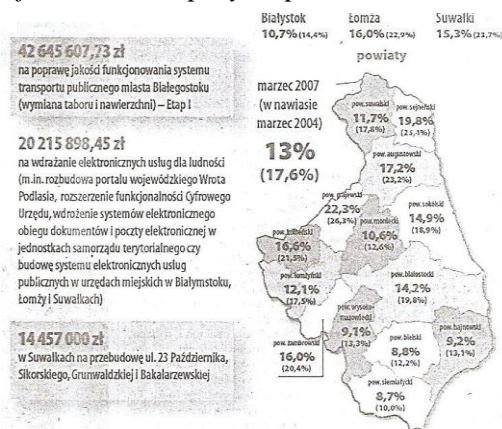 Białystok Łomża Suwałki
10,7% (14,4%) 16,0% (22,9%) 15,3% (23,7%)
powiaty
42 645 607,73 zł
na poprawę jakości funkcjonowania systemu
transportu publicznego miasta Białegostoku
(wymiana taboru i nawierzchni) – Etap I
20 215 898,45 zł
na wdrażanie elektronicznych usług dla ludności
(m.in. rozbudowa portalu wojewódzkiego Wrota
Podlasia, rozszerzenie funkcjonalności Cyfrowego
Urzędu, wdrożenie systemów elektronicznego
obiegu dokumentów i poczty elektronicznej w
jednostkach samorządu terytorialnego czy
budowę systemu elektronicznych usług
publicznych w urzędach miejskich w Białymstoku,
Łomży i Suwałkach)
14 457 000 zł
w Suwałkach na przebudowę ul. 23 Października,
Sikorskiego, Grunwaldzkiej i Bakalarzewskiej
marzec 2007
(w nawiasie
marzec 2004)
13%
(17,6%)
pow. suwalski
11,7%
(17,8%)
pow. sejneński
19,8%
(25,4%)
pow. augustowski
17,2%
(22,2%)
pow. grajewski
22,3%
(26,3%)
pow. moniecki
10,6%
(12,6%)
pow. sokólski
14,9%
(18,9%)
pow. kolneński
16,6%
(21,5%)
pow. łomżyński
12,1%
(17,5%)
pow. białostocki
14,2%
(19,8%)
pow. wysoko-
mazowiecki
9,1%
(13,3%)
pow. zambrowski
16,0%
(20,4%)
pow. bielski
8,8%
(12,2%)
pow. hajnowski
9,2%
(13,1%)
pow. siemiatycki
8,7%
(10,0%)